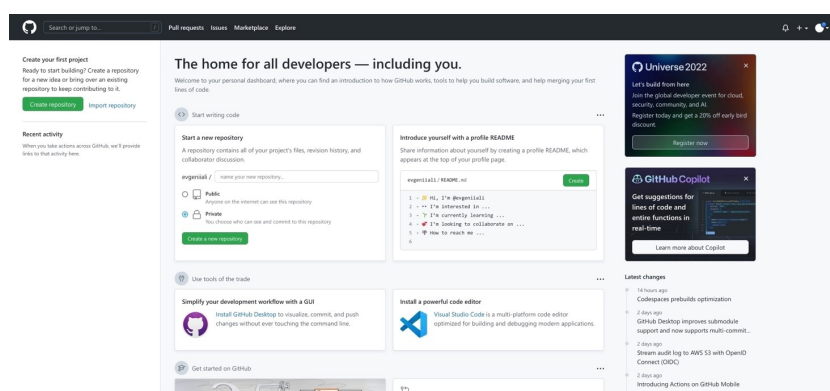 Search or jump to...
/
Pull requests Issues Marketplace Explore
Create your first project
Ready to start building? Create a repository
for a new idea or bring over an existing
repository to keep contributing to it.
Create repository Import repository
Recent activity
When you take actions across GitHub, we'll provide
links to that activity here.
The home for all developers — including you.
Welcome to your personal dashboard, where you can find an introduction to how GitHub works, tools to help you build software, and help merging your first
lines of code.
Start writing code
Start a new repository
A repository contains all of your project's files, revision history, and
collaborator discussion.
evgeniiali / name your new repository...
Public
Anyone on the internet can see this repository
Private
You choose who can see and commit to this repository
Create a new repository
Introduce yourself with a profile README
Share information about yourself by creating a profile README, which
appears at the top of your profile page.
evgeniiali / README.md
Create
1 - 👋 Hi, I'm @evgeniiali
2 - 👀 I'm interested in ...
3 - 🌱 I'm currently learning ...
4 - 💞️ I'm looking to collaborate on ...
5 - 📫 How to reach me ...
6
Use tools of the trade
Simplify your development workflow with a GUI
Install GitHub Desktop to visualize, commit, and push
changes without ever touching the command line.
Install a powerful code editor
Visual Studio Code is a multi-platform code editor
optimized for building and debugging modern applications.
Get started on GitHub
Universe 2022
Let's build from here
Join the global developer event for cloud,
security, community, and AI.
Register today and get a 20% off early bird
discount.
Register now
GitHub Copilot
Get suggestions for
lines of code and
entire functions in
real-time
Learn more about Copilot
Latest changes
14 hours ago
Codespaces prebuilds optimization
2 days ago
GitHub Desktop improves submodule
support and now supports multi-commit...
2 days ago
Stream audit log to AWS S3 with OpenID
Connect (OIDC)
2 days ago
Introducing Actions on GitHub Mobile